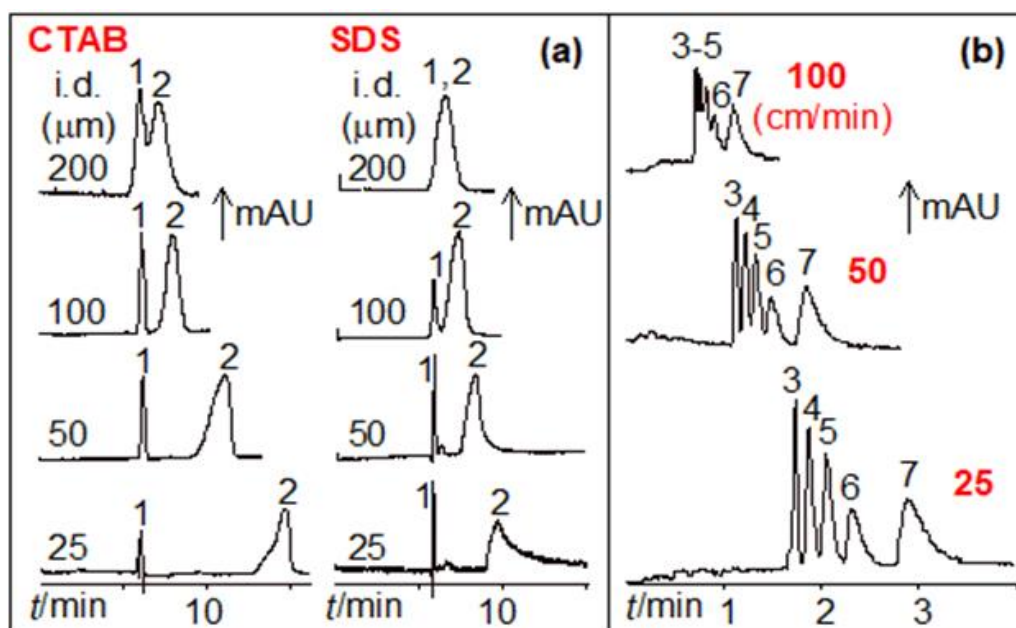 CTAB SDS (a)
i.d. 1 2 i.d. 1,2
(μm) (μm)
200 200
mAU mAU
1 2 1 2
100 100
1 2 1 2
50 50
1 2 1 2
25 25
t/min 10 t/min 10
(b)
3-5 6 7 100
(cm/min)
mAU
3 4 5 6 7 50
3 4 5 6 7 25
t/min 1 2 3